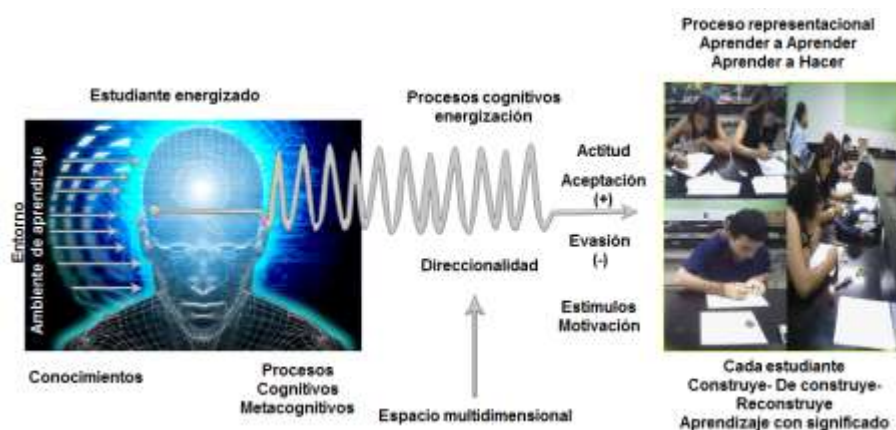 Proceso representacional
Aprender a Aprender
Aprender a Hacer
Estudiante energizado
Procesos cognitivos
energización
Entorno
Ambiente de aprendizaje
Actitud
Aceptación
(+)
Evasión
(-)
Direccionalidad
Estimulos
Motivación
Conocimientos
Procesos
Cognitivos
Metacognitivos
Espacio multidimensional
Cada estudiante
Construye- De construye-
Reconstruye
Aprendizaje con significado